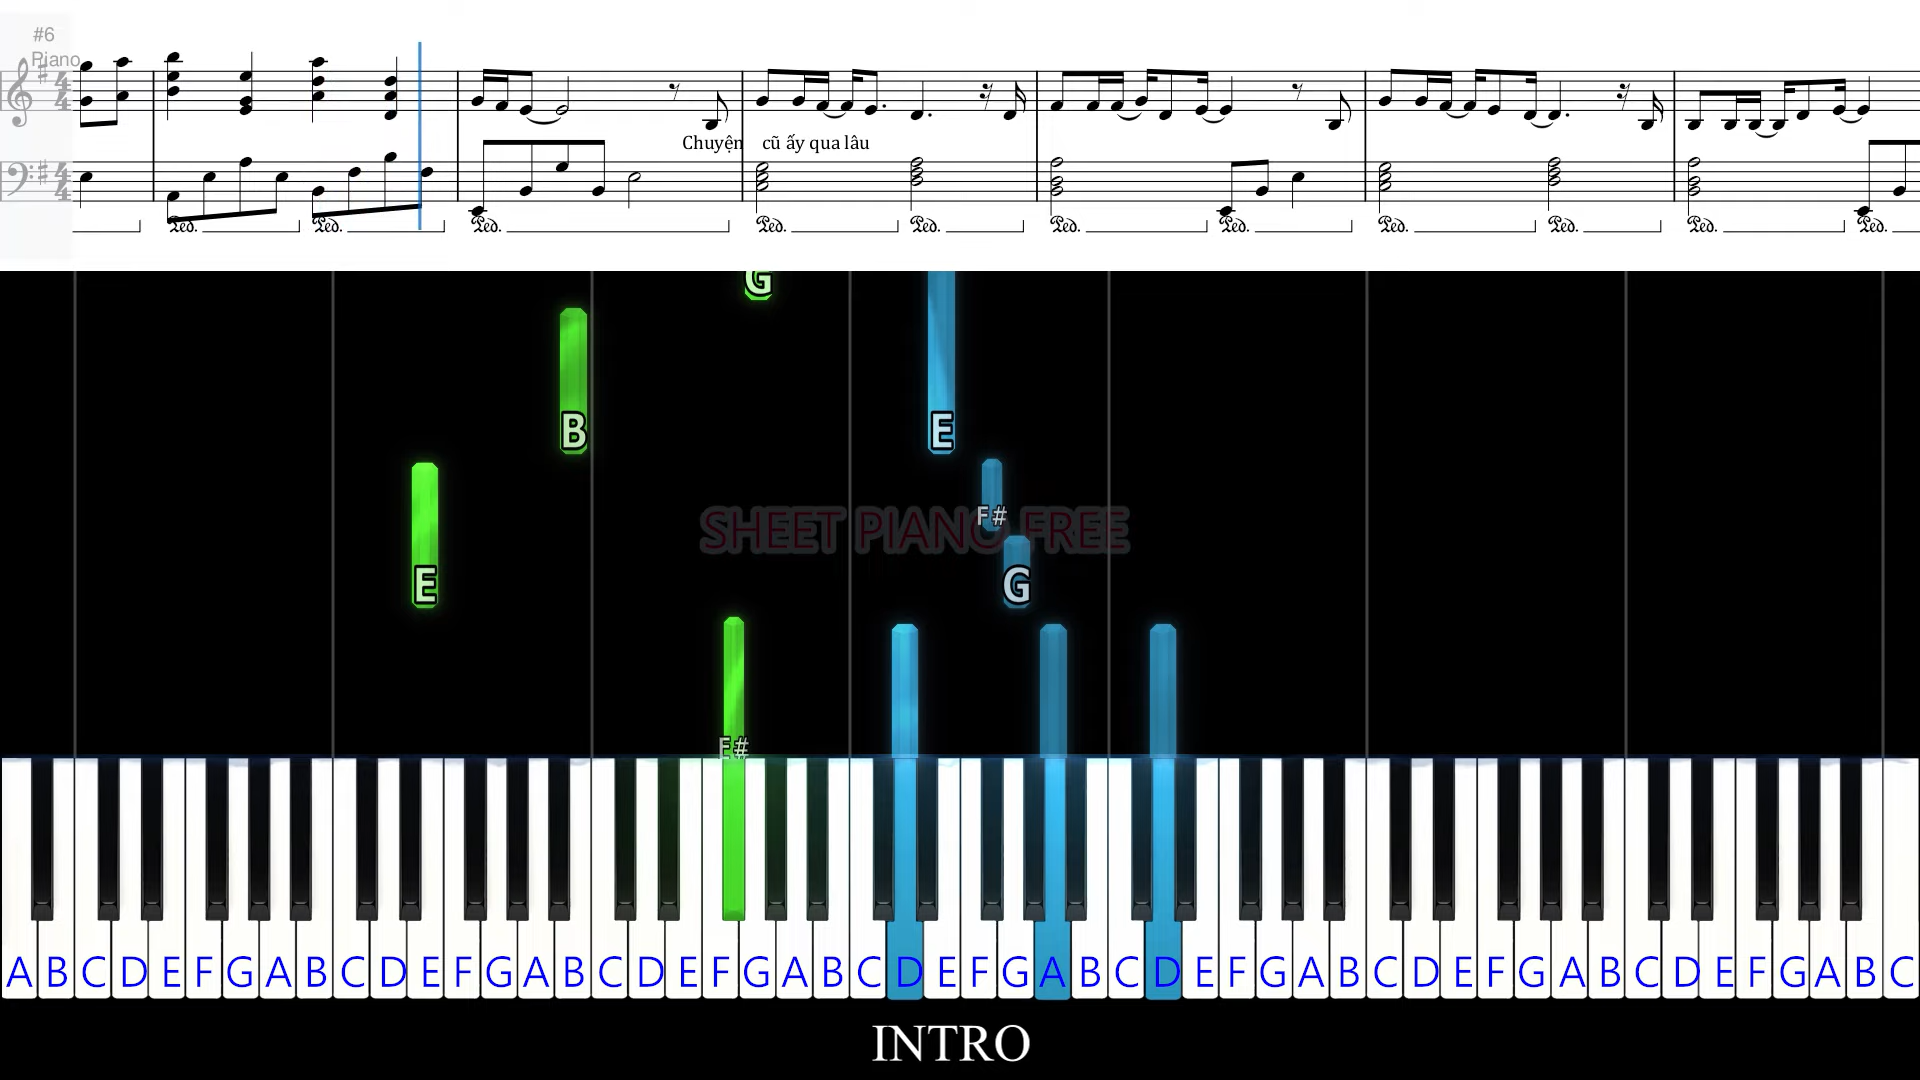 #6
Piano
Chuyện cũ ấy qua lâu
G
B
E
E
F#
SHEET PIANO FREE
G
F#
A B C D E F G A B C D E F G A B C D E F G A B C D E F G A B C D E F G A B C D E F G A B C D E F G A B C
INTRO